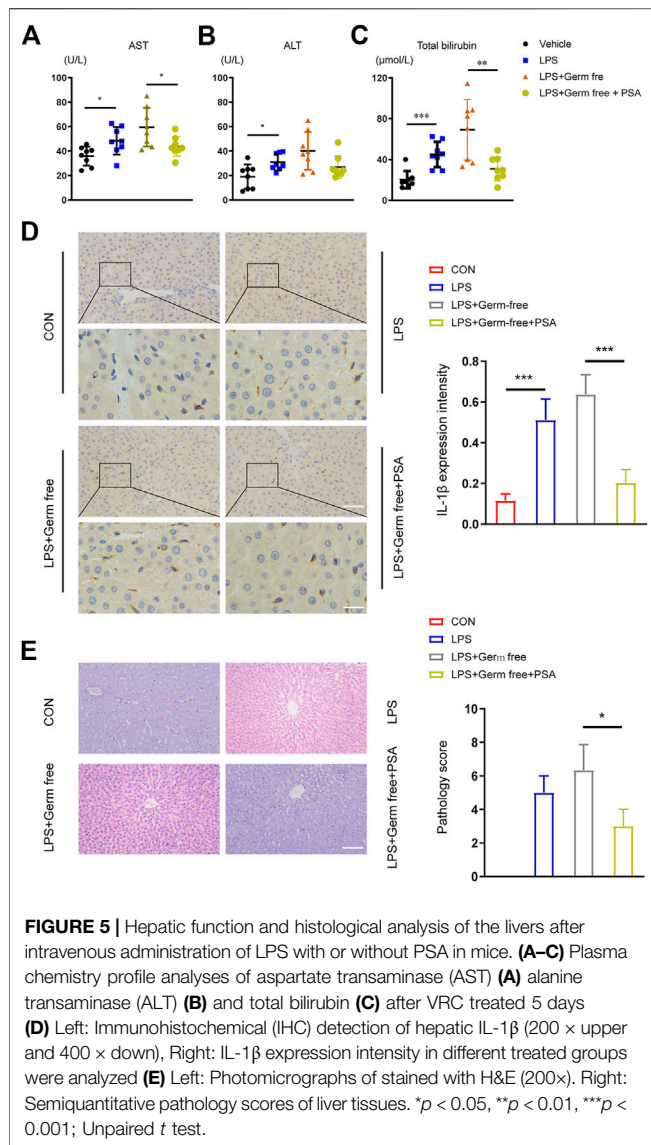 A
B
C
AST
ALT
Total bilirubin
(U/L)
(U/L)
(μmol/L)
100
80
60
40
20
0
*
*
100
80
60
40
20
0
*
120
80
40
0
***
**
Vehicle
LPS
LPS+Germ fre
LPS+Germ free + PSA
D
CON
LPS
LPS+Germ free
LPS+Germ free+PSA
CON
LPS
LPS+Germ-free
LPS+Germ-free+PSA
IL-1β expression intensity
0.6
0.4
0.2
0.0
***
***
E
CON
LPS
LPS+Germ free
LPS+Germ free+PSA
CON
LPS
LPS+Germ free
LPS+Germ free+PSA
Pathology score
10
8
6
4
2
0
*
FIGURE 5 | Hepatic function and histological analysis of the livers after
intravenous administration of LPS with or without PSA in mice. (A–C) Plasma
chemistry profile analyses of aspartate transaminase (AST) (A) alanine
transaminase (ALT) (B) and total bilirubin (C) after VRC treated 5 days
(D) Left: Immunohistochemical (IHC) detection of hepatic IL-1β (200 × upper
and 400 × down), Right: IL-1β expression intensity in different treated groups
were analyzed (E) Left: Photomicrographs of stained with H&E (200×). Right:
Semiquantitative pathology scores of liver tissues. *p < 0.05, **p < 0.01, ***p <
0.001; Unpaired t test.